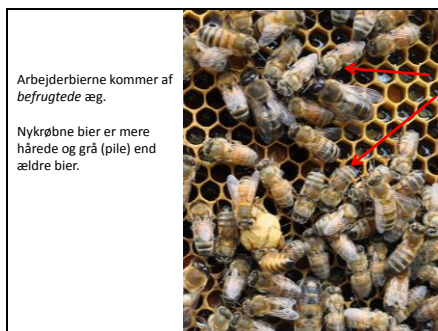 Arbejderbierne kommer af
befrugtede æg.
Nykrøbne bier er mere
hårede og grå (pile) end
ældre bier.